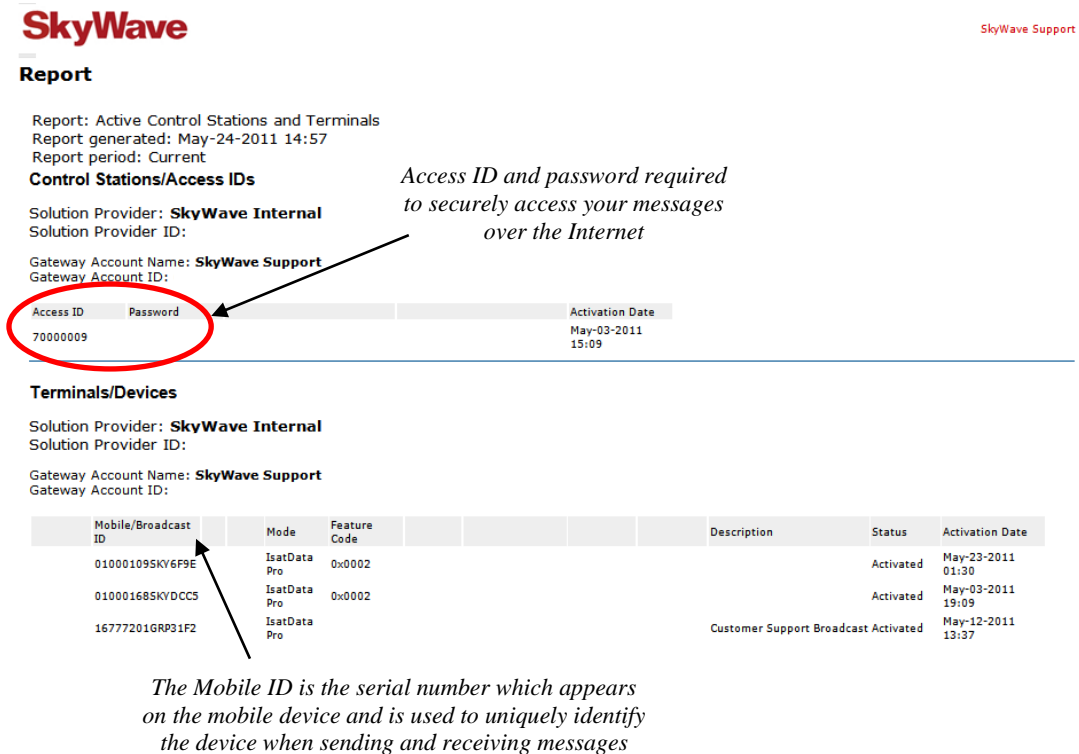 SkyWave
SkyWave Support
Report
Report: Active Control Stations and Terminals
Report generated: May-24-2011 14:57
Report period: Current
Control Stations/Access IDs
Access ID and password required
to securely access your messages
over the Internet
Solution Provider: SkyWave Internal
Solution Provider ID:
Gateway Account Name: SkyWave Support
Gateway Account ID:
Access ID Password Activation Date
70000009 May-03-2011
15:09
Terminals/Devices
Solution Provider: SkyWave Internal
Solution Provider ID:
Gateway Account Name: SkyWave Support
Gateway Account ID:
Mobile/Broadcast
ID Mode Feature
Code Description Status Activation Date
01000109SKY6F9E IsatData
Pro 0x0002 Activated May-23-2011
01:30
01000168SKYDCC5 IsatData
Pro 0x0002 Activated May-03-2011
19:09
16777201GRP31F2 IsatData
Pro Customer Support Broadcast Activated May-12-2011
13:37
The Mobile ID is the serial number which appears
on the mobile device and is used to uniquely identify
the device when sending and receiving messages